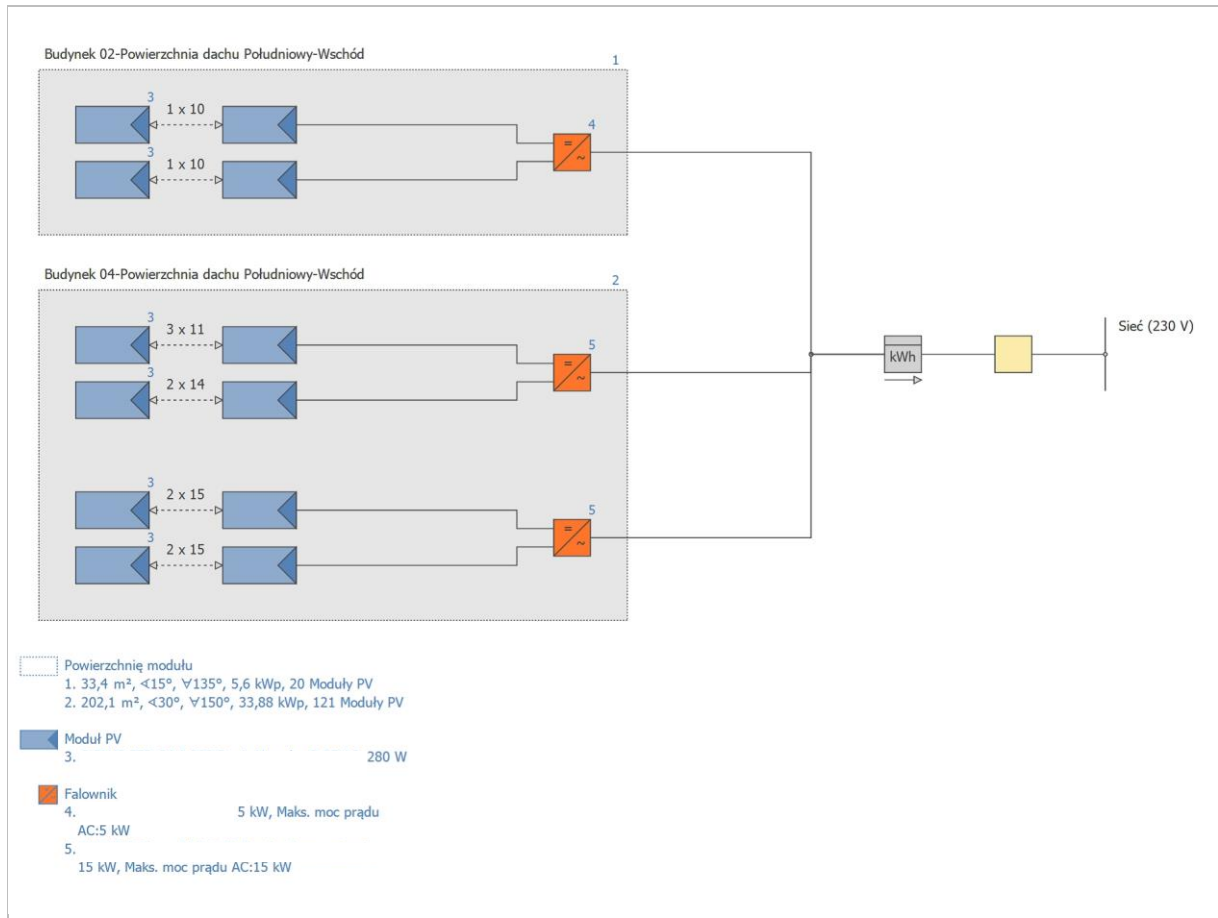 Budynek 02-Powierzchnia dachu Południowy-Wschód
1
3
1 x 10
4
3
1 x 10
Budynek 04-Powierzchnia dachu Południowy-Wschód
2
3
3 x 11
5
3
2 x 14
3
2 x 15
5
3
2 x 15
kWh
Sieć (230 V)
Powierzchnię modułu
1. 33,4 m², ∢15°, ∀135°, 5,6 kWp, 20 Moduły PV
2. 202,1 m², ∢30°, ∀150°, 33,88 kWp, 121 Moduły PV
Moduł PV
3. 280 W
Falownik
4. 5 kW, Maks. moc prądu
AC:5 kW
5.
15 kW, Maks. moc prądu AC:15 kW